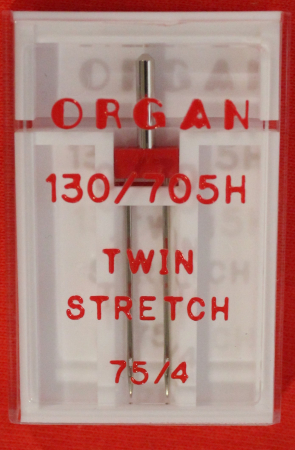 ORGAN
130/705H
TWIN
STRETCH
75/4